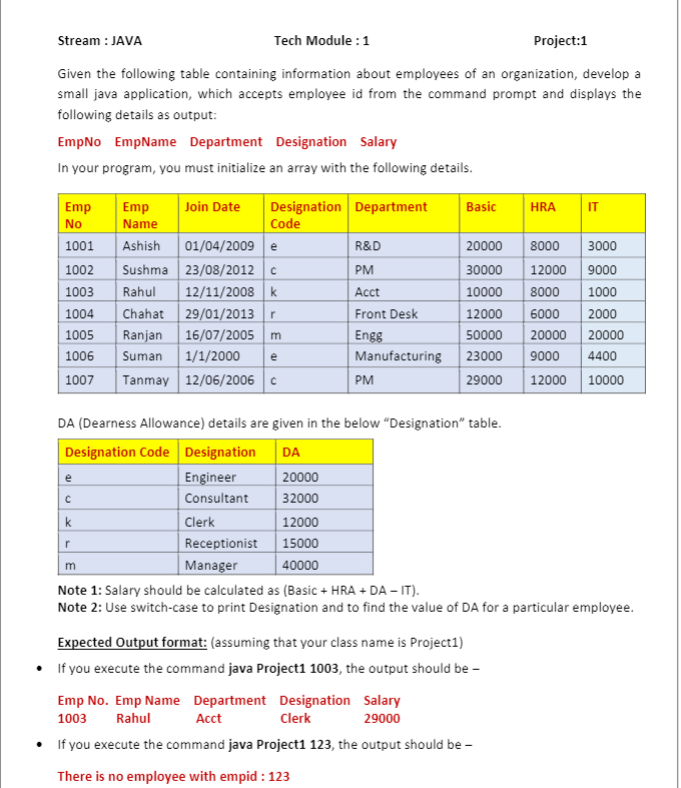 Stream : JAVA Tech Module : 1 Project:1
Given the following table containing information about employees of an organization, develop a
small java application, which accepts employee id from the command prompt and displays the
following details as output:
EmpNo EmpName Department Designation Salary
In your program, you must initialize an array with the following details.
Emp No Emp Name Join Date Designation Code Department Basic HRA IT
1001 Ashish 01/04/2009 e R&D 20000 8000 3000
1002 Sushma 23/08/2012 c PM 30000 12000 9000
1003 Rahul 12/11/2008 k Acct 10000 8000 1000
1004 Chahat 29/01/2013 r Front Desk 12000 6000 2000
1005 Ranjan 16/07/2005 m Engg 50000 20000 20000
1006 Suman 1/1/2000 e Manufacturing 23000 9000 4400
1007 Tanmay 12/06/2006 c PM 29000 12000 10000
DA (Dearness Allowance) details are given in the below “Designation” table.
Designation Code Designation DA
e Engineer 20000
c Consultant 32000
k Clerk 12000
r Receptionist 15000
m Manager 40000
Note 1: Salary should be calculated as (Basic + HRA + DA – IT).
Note 2: Use switch-case to print Designation and to find the value of DA for a particular employee.
Expected Output format: (assuming that your class name is Project1)
• If you execute the command java Project1 1003, the output should be –
Emp No. Emp Name Department Designation Salary
1003 Rahul Acct Clerk 29000
• If you execute the command java Project1 123, the output should be –
There is no employee with empid : 123